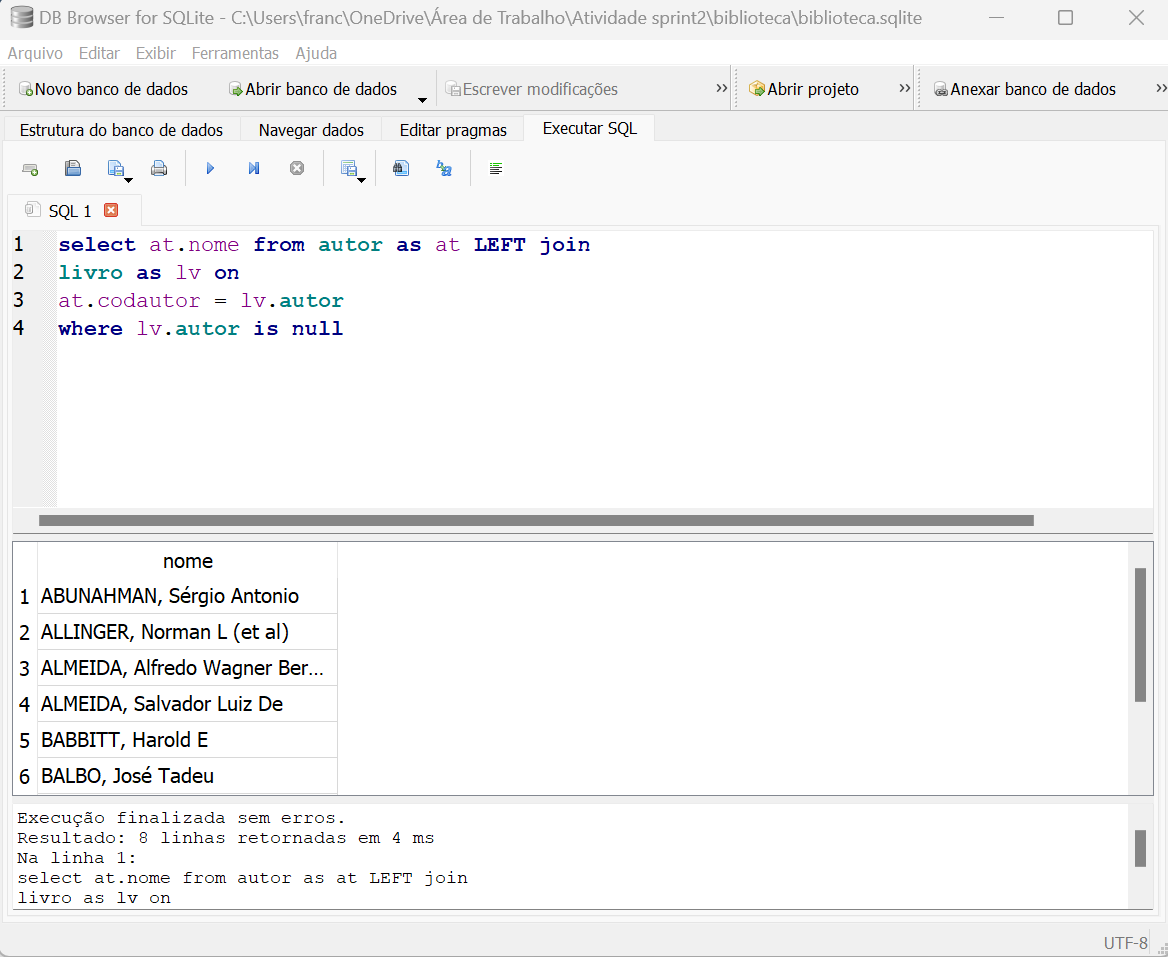 DB Browser for SQLite - C:\Users\franc\OneDrive\Área de Trabalho\Atividade sprint2\biblioteca\biblioteca.sqlite
Arquivo Editar Exibir Ferramentas Ajuda
Novo banco de dados Abrir banco de dados Escrever modificações » Abrir projeto » Anexar banco de dados »
Estrutura do banco de dados Navegar dados Editar pragmas Executar SQL
SQL 1
1 select at.nome from autor as at LEFT join
2 livro as lv on
3 at.codautor = lv.autor
4 where lv.autor is null
nome
1 ABUNAHMAN, Sérgio Antonio
2 ALLINGER, Norman L (et al)
3 ALMEIDA, Alfredo Wagner Ber...
4 ALMEIDA, Salvador Luiz De
5 BABBITT, Harold E
6 BALBO, José Tadeu
Execução finalizada sem erros.
Resultado: 8 linhas retornadas em 4 ms
Na linha 1:
select at.nome from autor as at LEFT join
livro as lv on
UTF-8